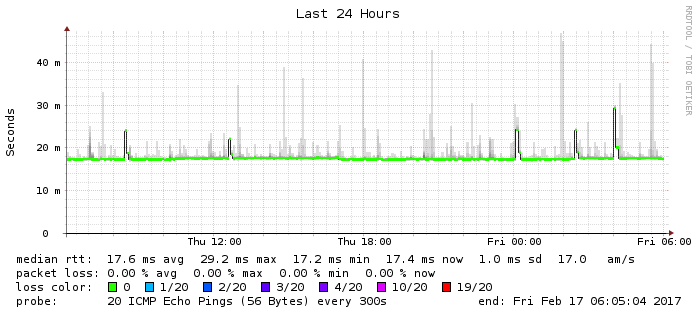 Last 24 Hours
RRDTOOL / TOBI OETIKER
Seconds
40 m
30 m
20 m
10 m
0
Thu 12:00 Thu 18:00 Fri 00:00 Fri 06:00
median rtt: 17.6 ms avg 29.2 ms max 17.2 ms min 17.4 ms now 1.0 ms sd 17.0 am/s
packet loss: 0.00 % avg 0.00 % max 0.00 % min 0.00 % now
loss color: 0 1/20 2/20 3/20 4/20 10/20 19/20
probe: 20 ICMP Echo Pings (56 Bytes) every 300s end: Fri Feb 17 06:05:04 2017